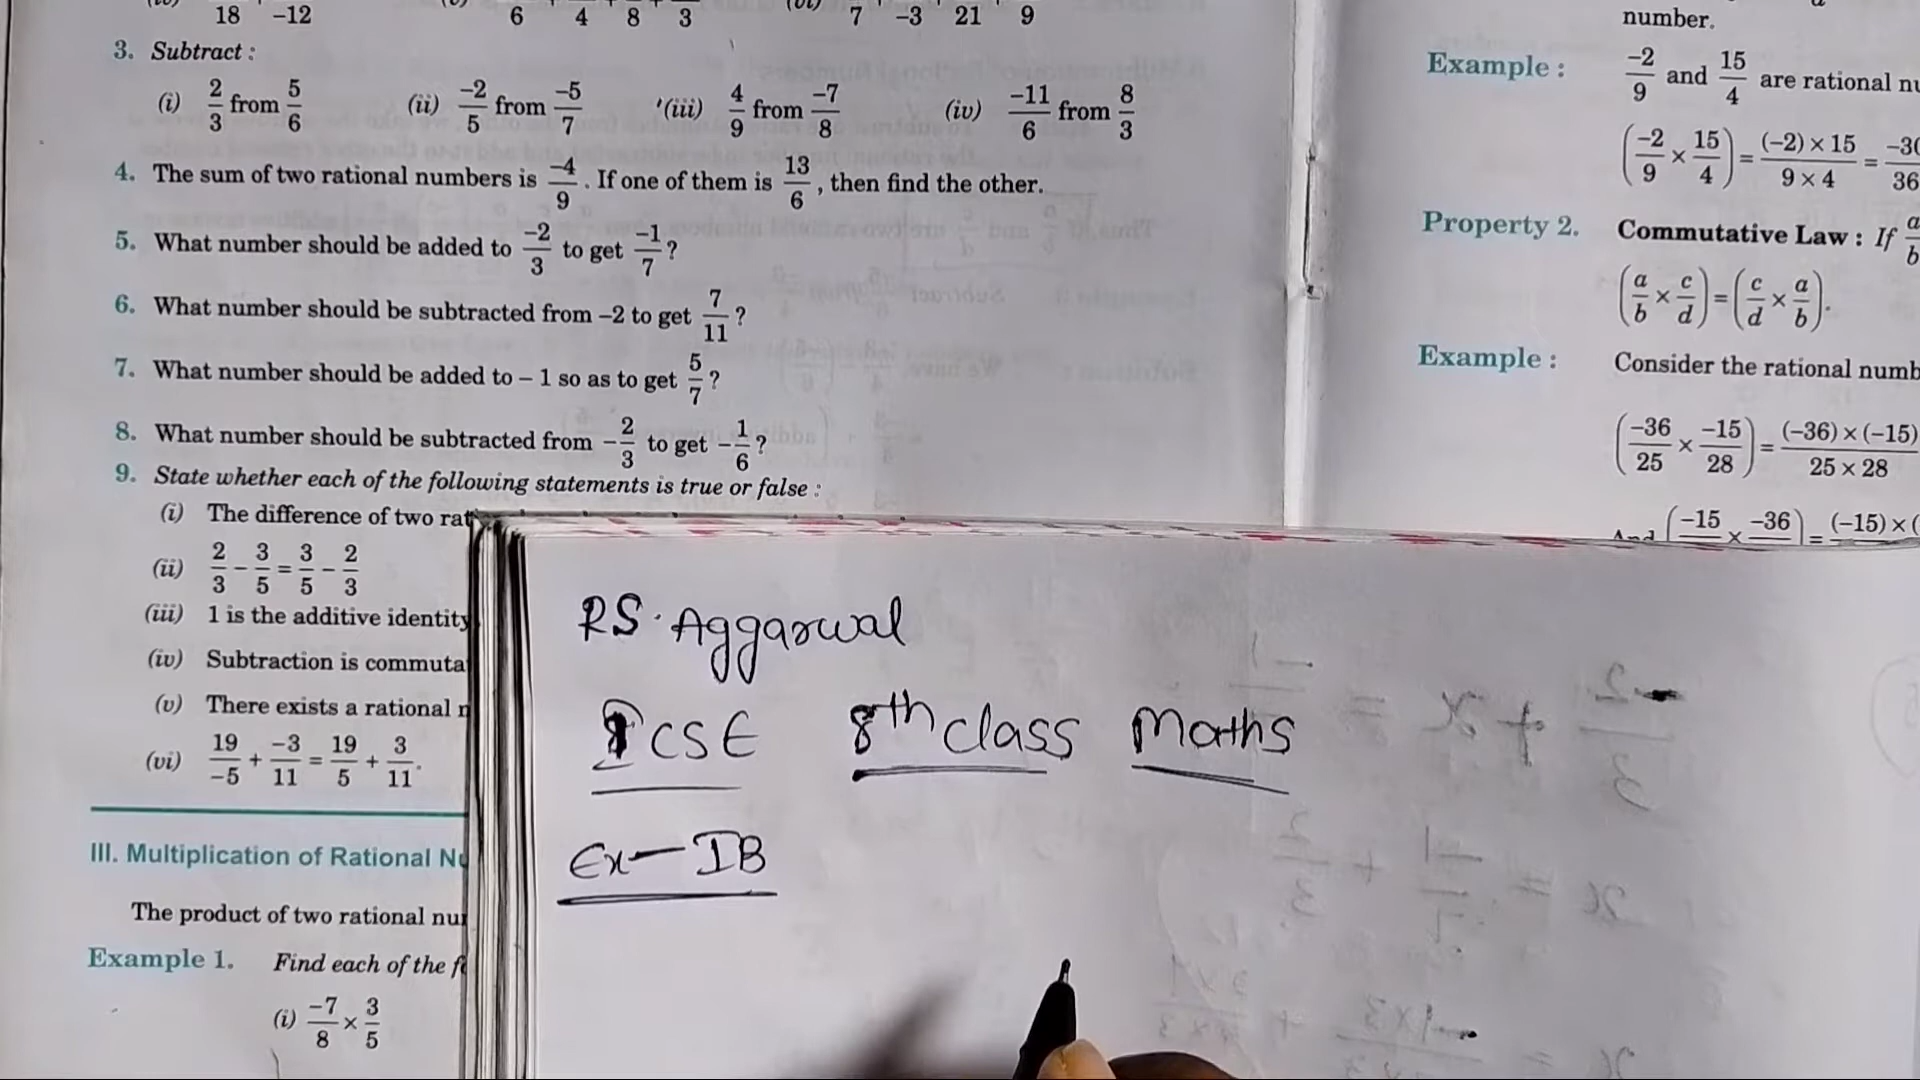 18 -12 6 4 8 3 7 -3 21 9
3. Subtract :
(i) 2/3 from 5/6 (ii) -2/5 from -5/7 (iii) 4/9 from -7/8 (iv) -11/6 from 8/3
4. The sum of two rational numbers is -4/9. If one of them is 13/6, then find the other.
5. What number should be added to -2/3 to get -1/7?
6. What number should be subtracted from –2 to get 7/11?
7. What number should be added to – 1 so as to get 5/7?
8. What number should be subtracted from -2/3 to get -1/6?
9. State whether each of the following statements is true or false :
(i) The difference of two
(ii) 2/3 - 3/5 = 3/5 - 2/3
(iii) 1 is the additive identity
(iv) Subtraction is
(v) There exists a rational
(vi) 19/-5 + -3/11 = 19/5 + 3/11.
III. Multiplication of Rational
The product of two rational
Example 1. Find each of the
(i) -7/8 × 3/5
number.
Example : -2/9 and 15/4 are rational
(-2/9 × 15/4) = (-2) × 15/9 × 4 =
36
Property 2. Commutative Law : If a/b
(a/b × c/d) = (c/d × a/b).
Example : Consider the rational
(-36/25 × -15/28) = (-36) × (-15)/25 × 28
(-15 × -36) = (-15) ×
RS. Aggarwal
ICSE 8th class Maths
Ex – IB